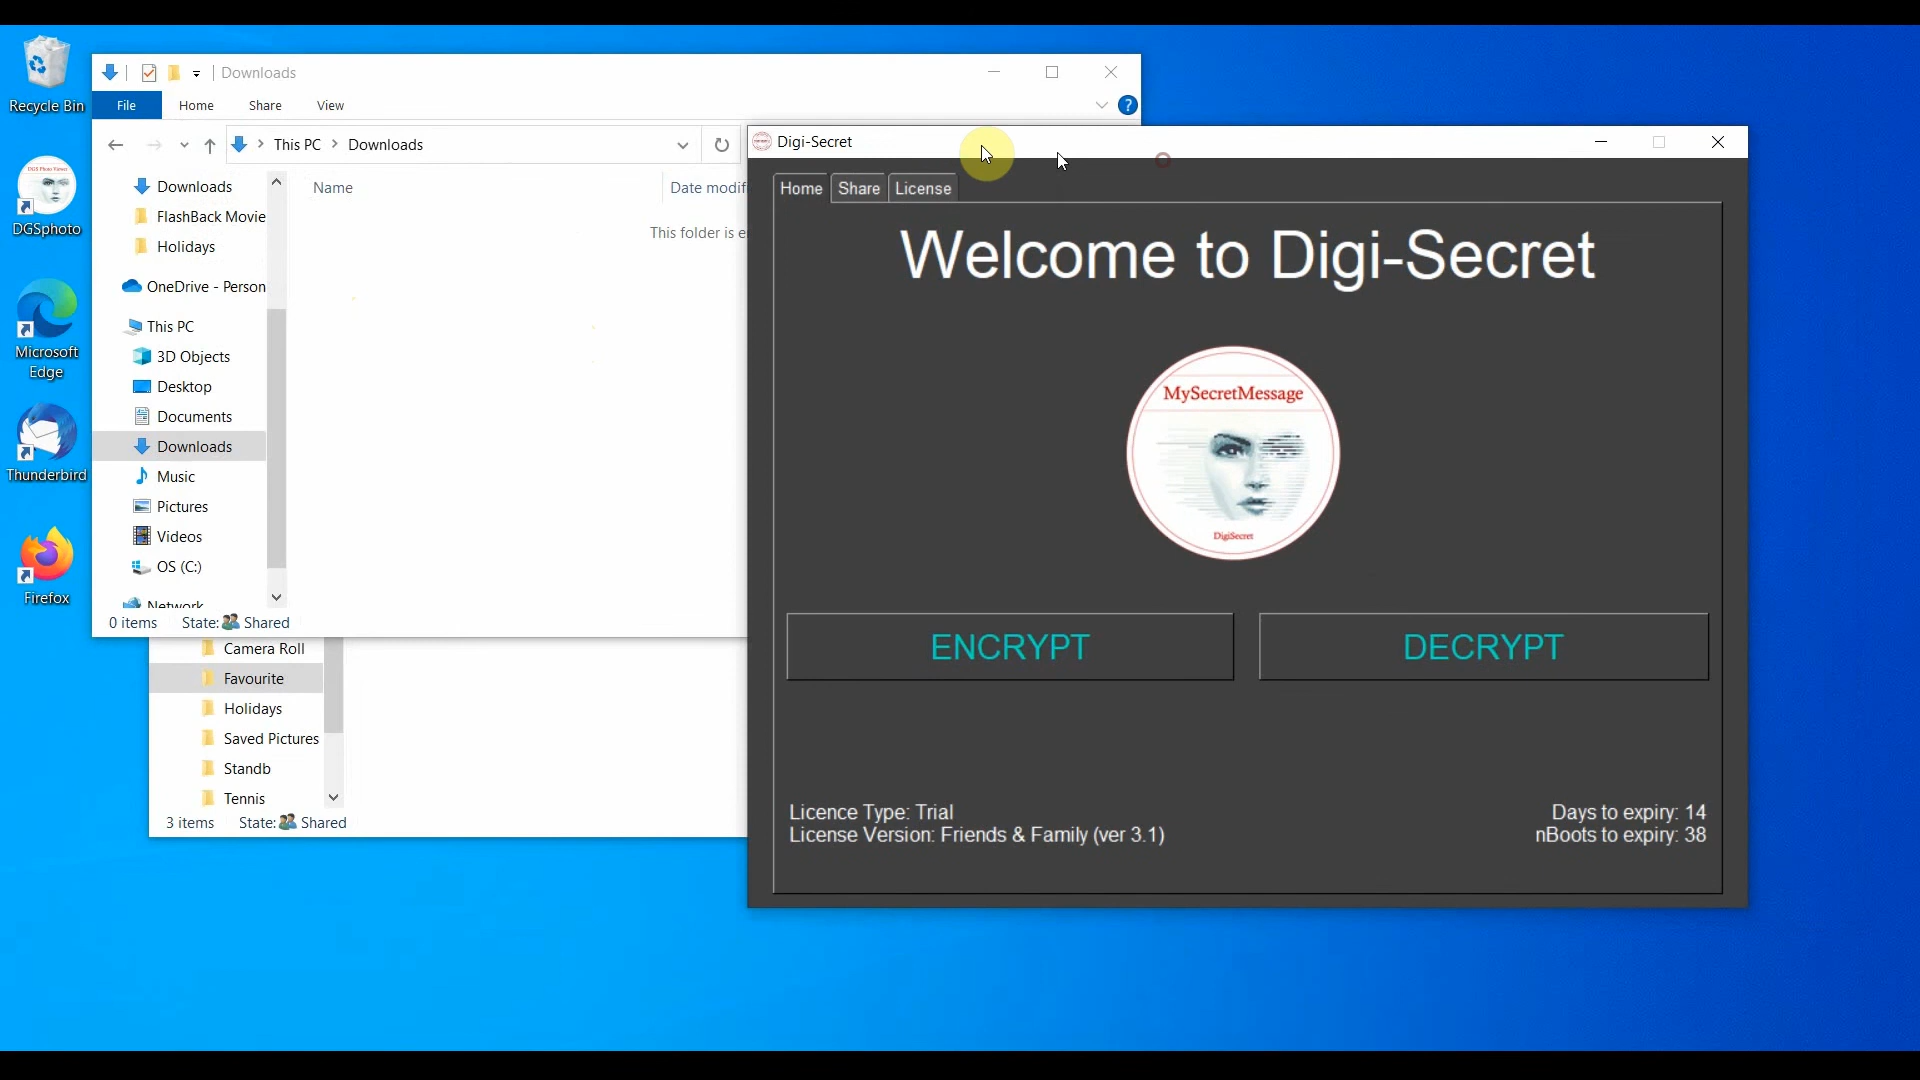 Recycle Bin
DGS Photo Viewer
DGSphoto
Microsoft
Edge
Thunderbird
Firefox
Downloads
File
Home
Share
View
?
This PC
Downloads
Downloads
FlashBack Movie
Holidays
OneDrive - Person
This PC
3D Objects
Desktop
Documents
Downloads
Music
Pictures
Videos
OS (C:)
Network
Name
Date modif
This folder is e
0 items
State:
Shared
Camera Roll
Favourite
Holidays
Saved Pictures
Standb
Tennis
3 items
State:
Shared
Digi-Secret
Home
Share
License
Welcome to Digi-Secret
MySecretMessage
DigiSecret
ENCRYPT
DECRYPT
Licence Type: Trial
License Version: Friends & Family (ver 3.1)
Days to expiry: 14
nBoots to expiry: 38